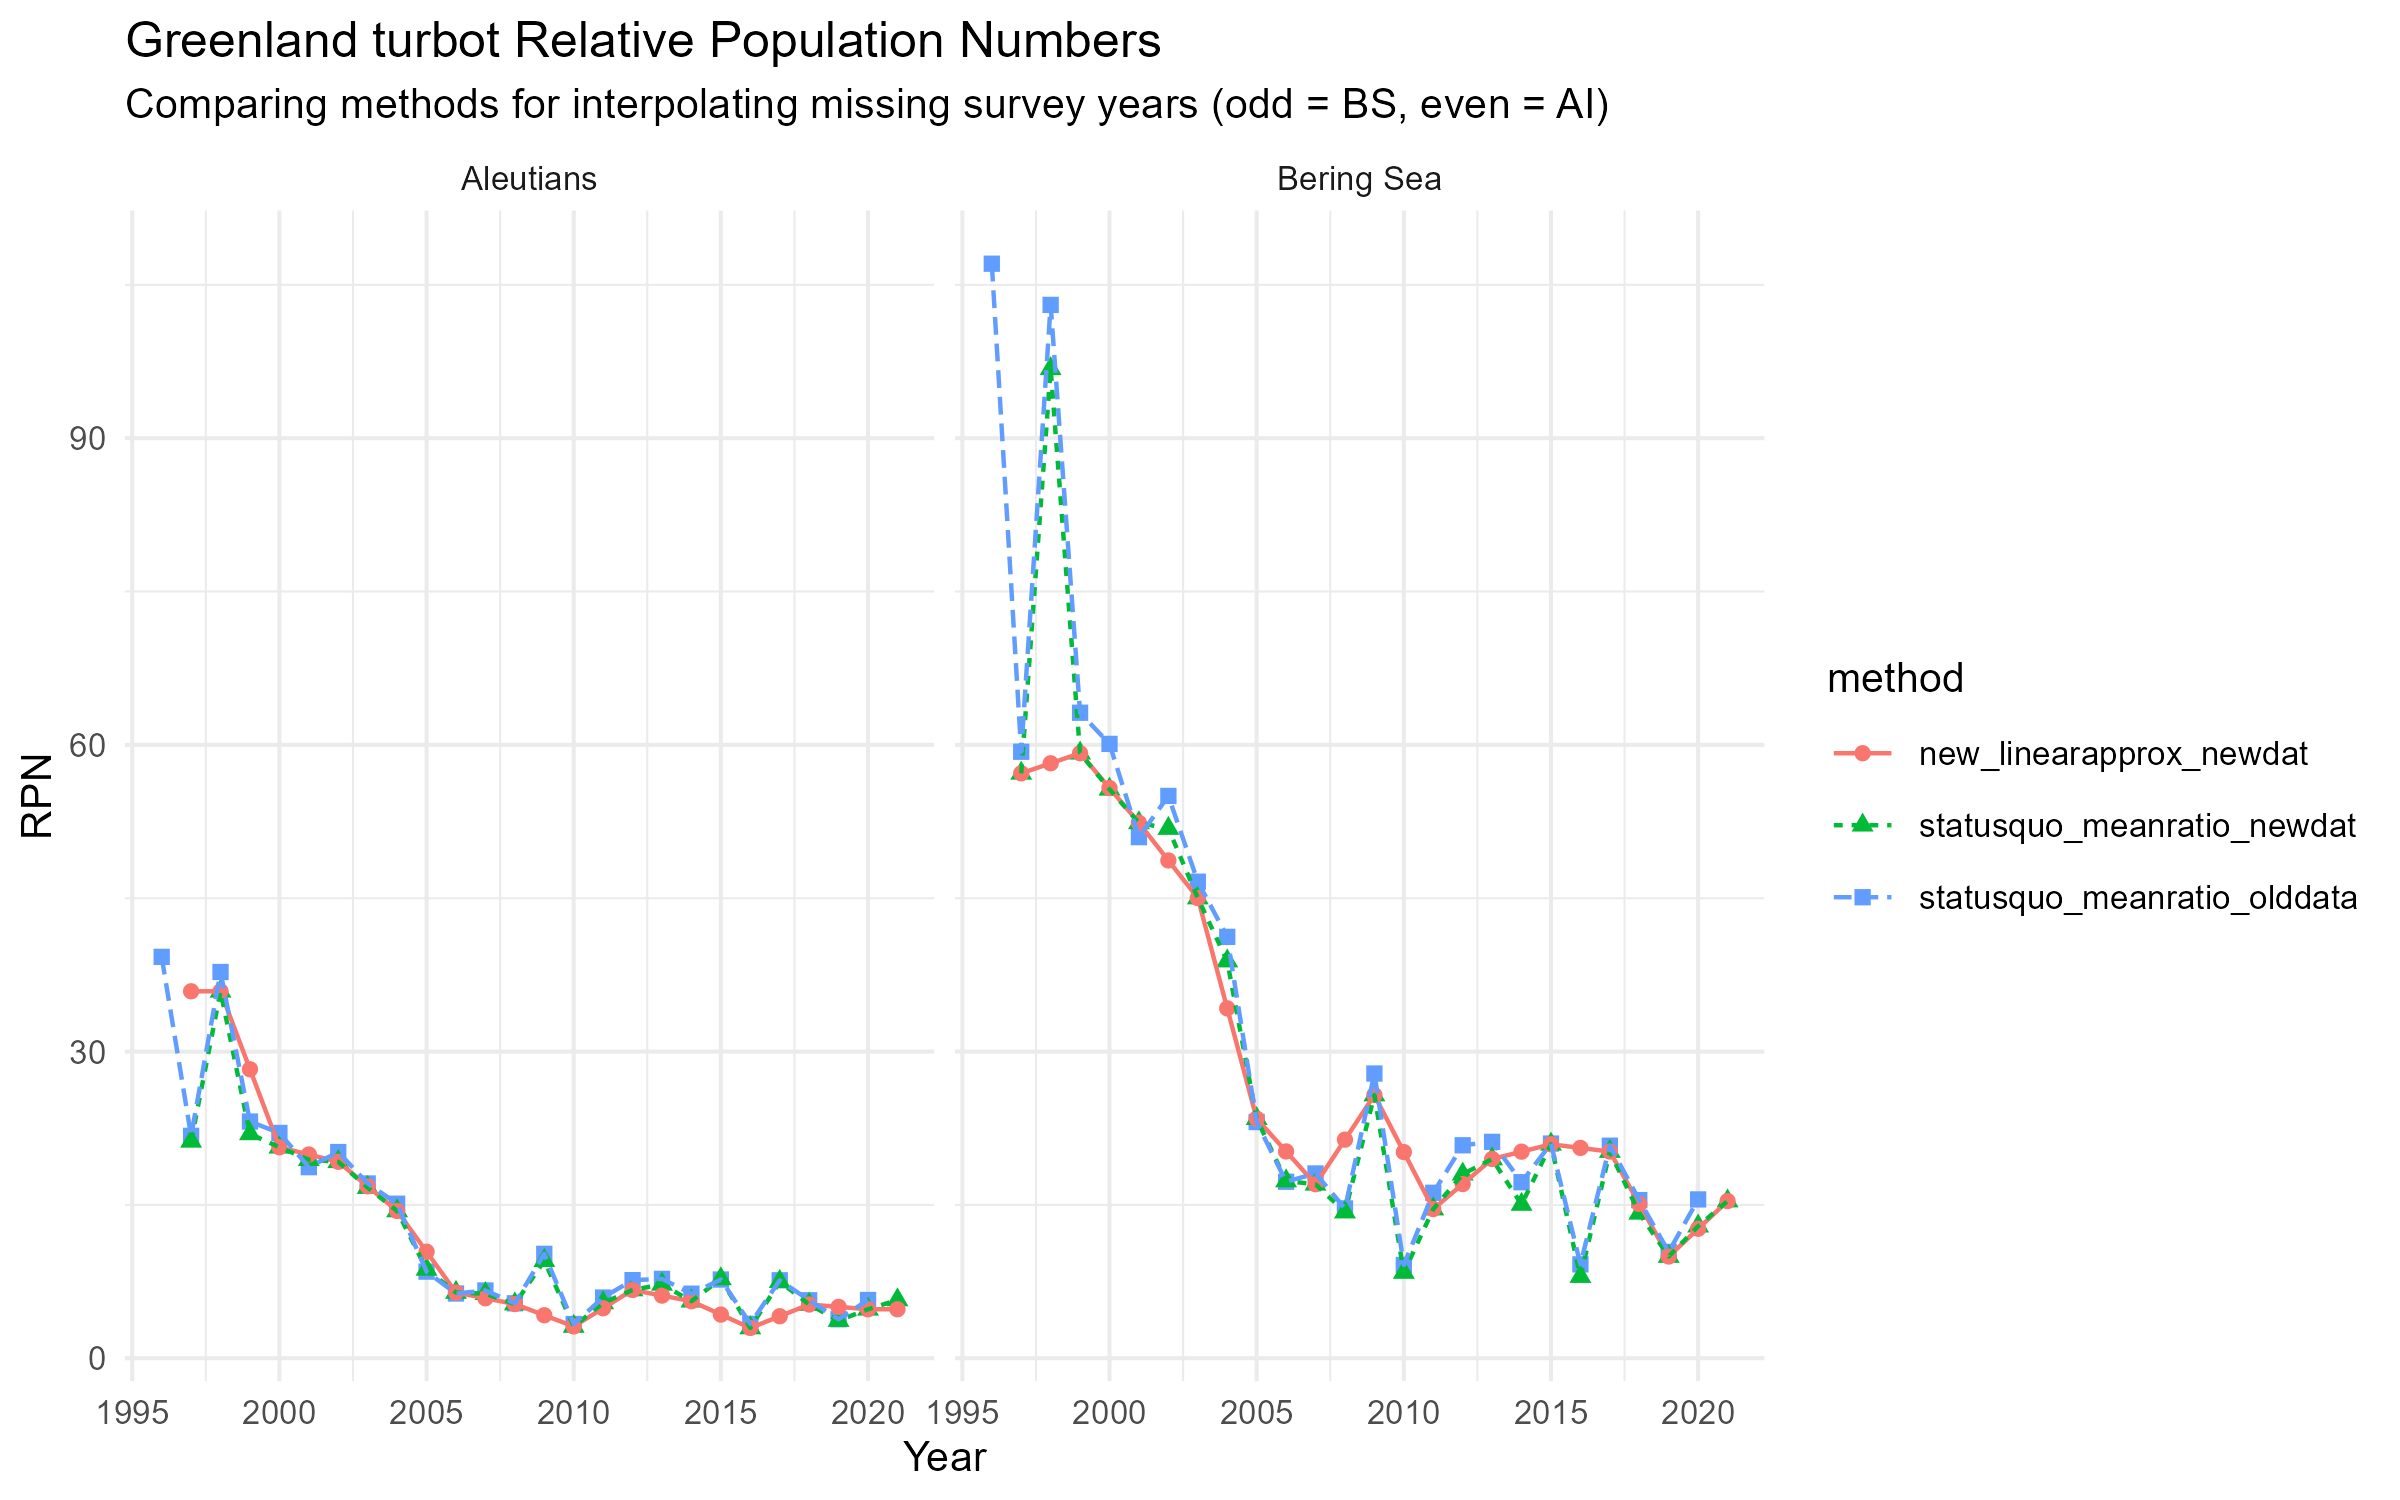 Greenland turbot Relative Population Numbers
Comparing methods for interpolating missing survey years (odd = BS, even = AI)
Aleutians
Bering Sea
RPN
90
60
30
0
1995 2000 2005 2010 2015 2020
1995 2000 2005 2010 2015 2020
Year
method
new_linearapprox_newdat
statusquo_meanratio_newdat
statusquo_meanratio_olddata